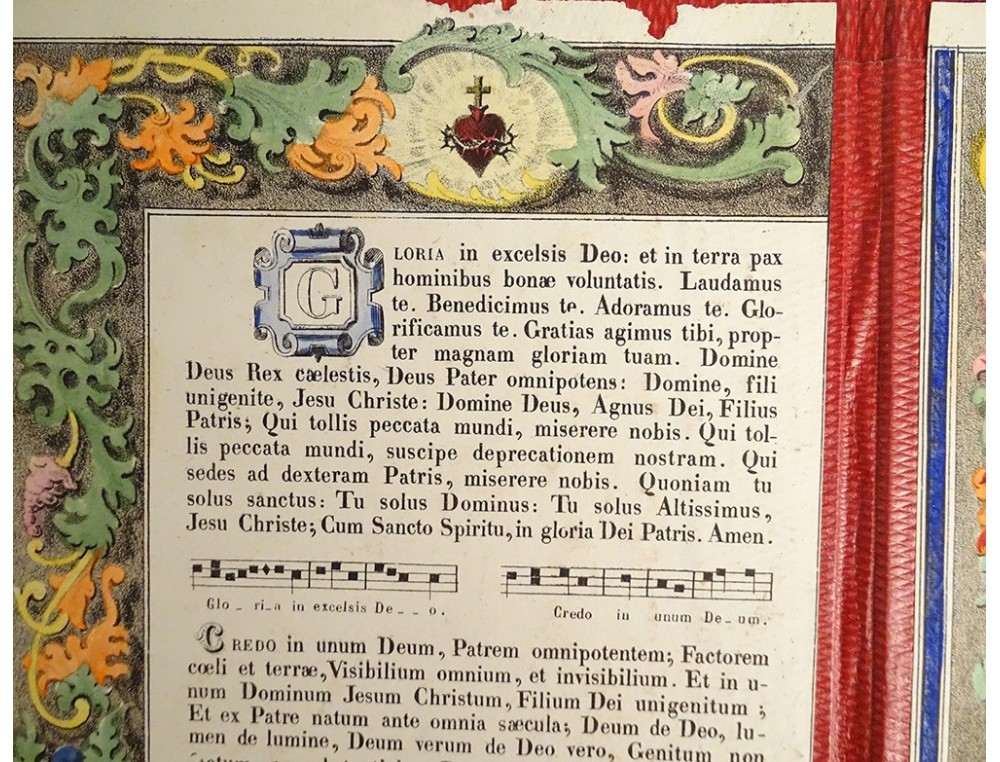 GLORIA in excelsis Deo: et in terra pax
hominibus bonæ voluntatis. Laudamus
te. Benedicimus te. Adoramus te. Glo-
rificamus te. Gratias agimus tibi, prop-
ter magnam gloriam tuam. Domine
Deus Rex cælestis, Deus Pater omnipotens: Domine, fili
unigenite, Jesu Christe: Domine Deus, Agnus Dei, Filius
Patris; Qui tollis peccata mundi, miserere nobis. Qui tol-
lis peccata mundi, suscipe deprecationem nostram. Qui
sedes ad dexteram Patris, miserere nobis. Quoniam tu
solus sanctus: Tu solus Dominus: Tu solus Altissimus,
Jesu Christe; Cum Sancto Spiritu, in gloria Dei Patris. Amen.
Glo_ ri_a in excelsis De_ _ o.
Credo in unum De_ um.
CREDO in unum Deum, Patrem omnipotentem; Factorem
cœli et terræ, Visibilium omnium, et invisibilium. Et in u-
num Dominum Jesum Christum, Filium Dei unigenitum ;
Et ex Patre natum ante omnia sæcula; Deum de Deo, lu-
men de lumine, Deum verum de Deo vero, Genitum non